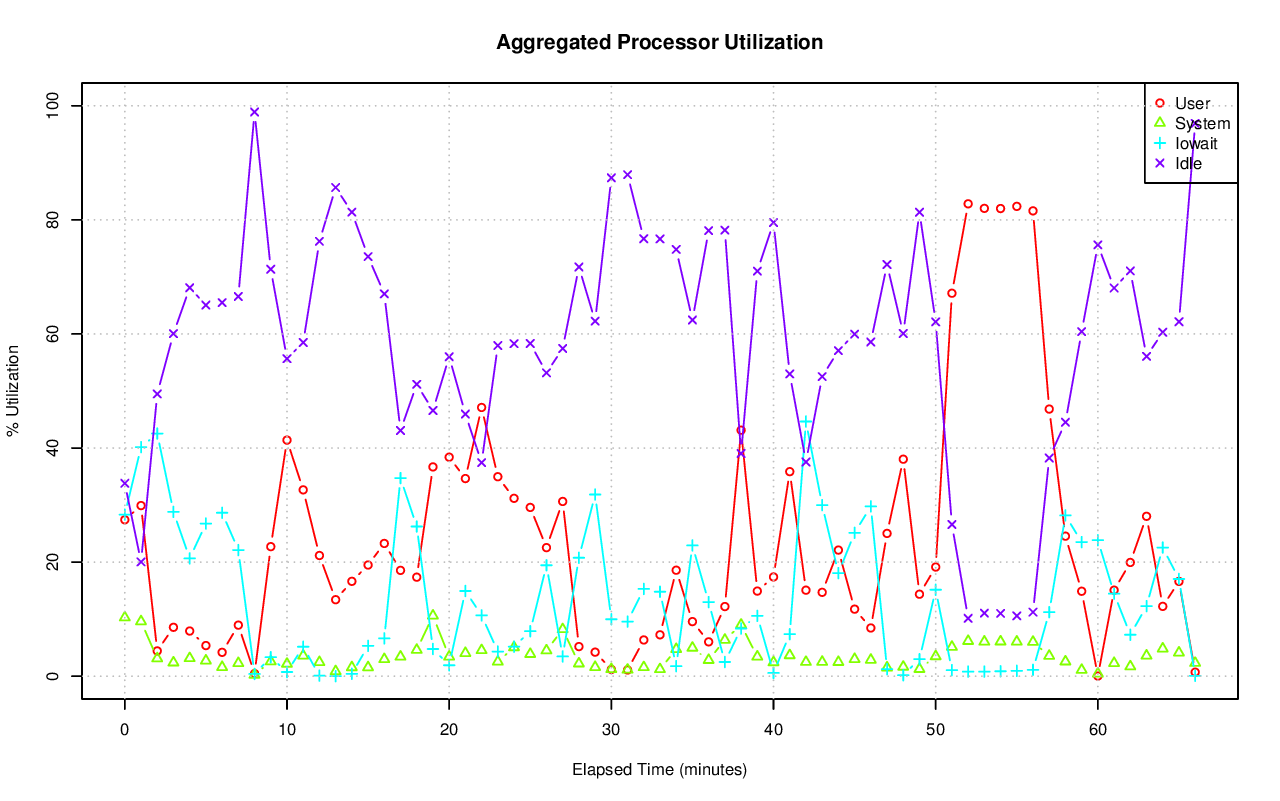 Aggregated Processor Utilization
User
System
Iowait
Idle
% Utilization
100
80
60
40
20
0
0 10 20 30 40 50 60
Elapsed Time (minutes)